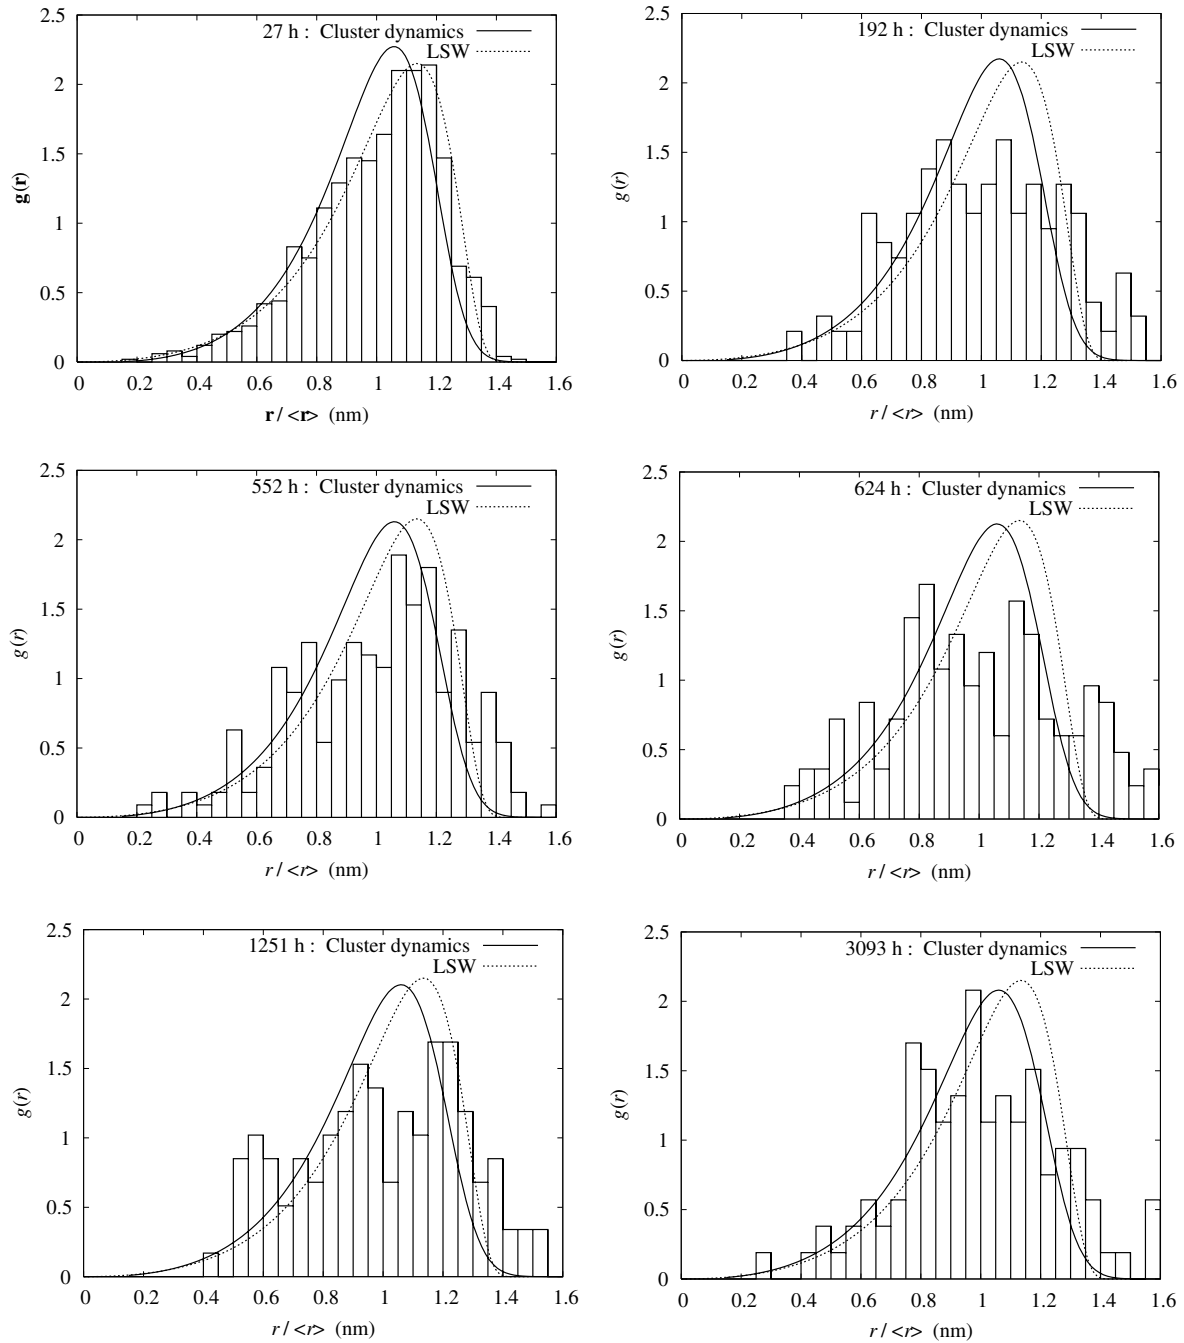 27 h : Cluster dynamics
LSW
2.5
2
1.5
1
0.5
0
g(r)
0 0.2 0.4 0.6 0.8 1 1.2 1.4 1.6
r / <r> (nm)
192 h : Cluster dynamics
LSW
2.5
2
1.5
1
0.5
0
g(r)
0 0.2 0.4 0.6 0.8 1 1.2 1.4 1.6
r / <r> (nm)
552 h : Cluster dynamics
LSW
2.5
2
1.5
1
0.5
0
g(r)
0 0.2 0.4 0.6 0.8 1 1.2 1.4 1.6
r / <r> (nm)
624 h : Cluster dynamics
LSW
2.5
2
1.5
1
0.5
0
g(r)
0 0.2 0.4 0.6 0.8 1 1.2 1.4 1.6
r / <r> (nm)
1251 h : Cluster dynamics
LSW
2.5
2
1.5
1
0.5
0
g(r)
0 0.2 0.4 0.6 0.8 1 1.2 1.4 1.6
r / <r> (nm)
3093 h : Cluster dynamics
LSW
2.5
2
1.5
1
0.5
0
g(r)
0 0.2 0.4 0.6 0.8 1 1.2 1.4 1.6
r / <r> (nm)